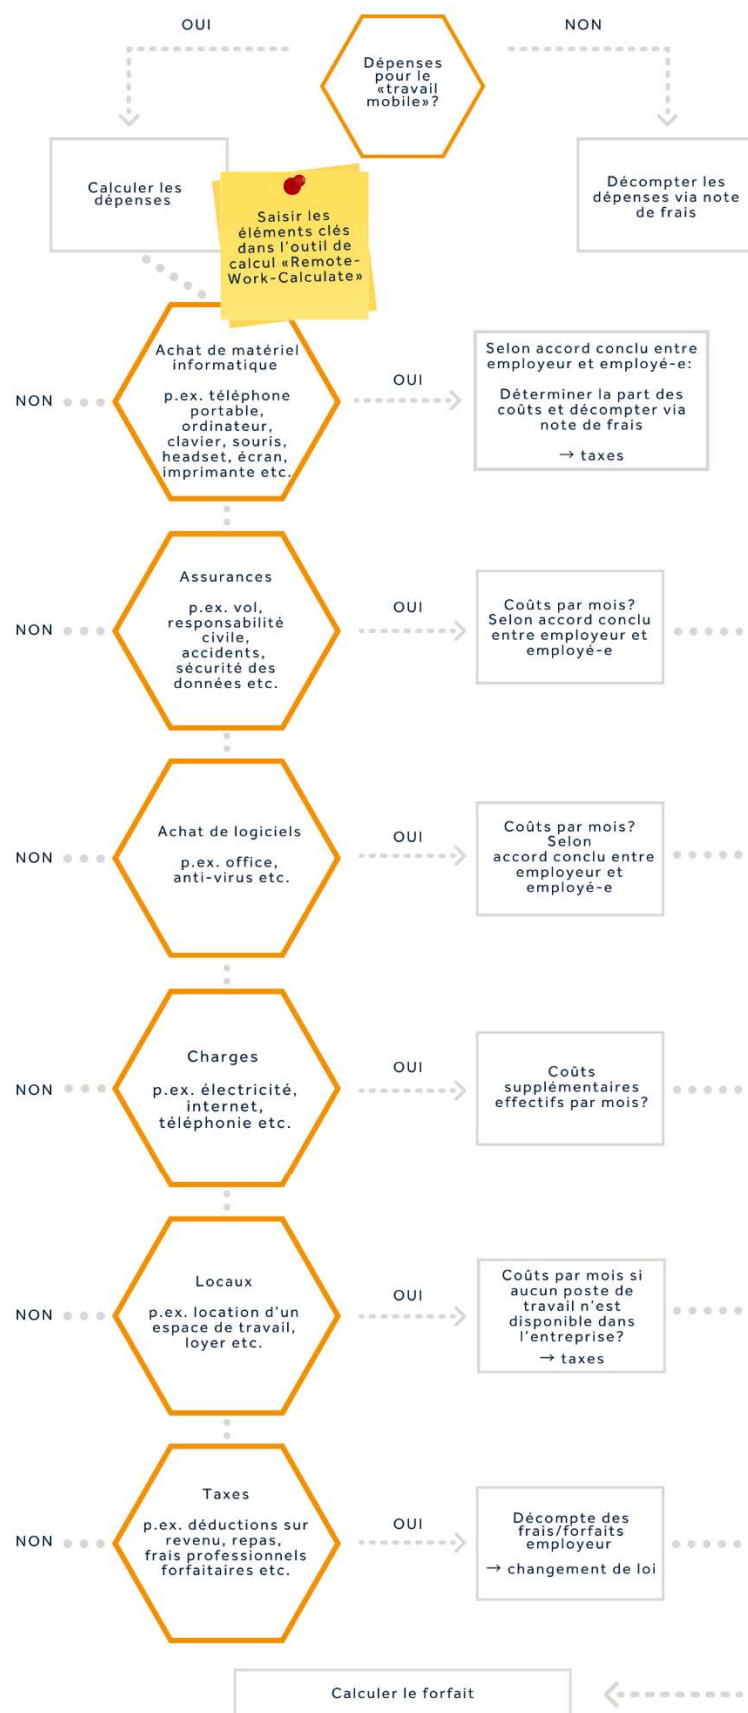 OUI
NON
Dépenses
pour le
«travail
mobile»?
Calculer les
dépenses
Saisir les
éléments clés
dans l'outil de
calcul «Remote-
Work-Calculate»
Décompter les
dépenses via note
de frais
NON
Achat de matériel
informatique
p.ex. téléphone
portable,
ordinateur,
clavier, souris,
headset, écran,
imprimante etc.
OUI
Selon accord conclu entre
employeur et employé-e:
Déterminer la part des
coûts et décompter via
note de frais
→ taxes
NON
Assurances
p.ex. vol,
responsabilité
civile,
accidents,
sécurité des
données etc.
OUI
Coûts par mois?
Selon accord conclu
entre employeur et
employé-e
NON
Achat de logiciels
p.ex. office,
anti-virus etc.
OUI
Coûts par mois?
Selon
accord conclu entre
employeur et
employé-e
NON
Charges
p.ex. électricité,
internet,
téléphonie etc.
OUI
Coûts
supplémentaires
effectifs par mois?
NON
Locaux
p.ex. location d'un
espace de travail,
loyer etc.
OUI
Coûts par mois si
aucun poste de
travail n'est
disponible dans
l'entreprise?
→ taxes
NON
Taxes
p.ex. déductions sur
revenu, repas,
frais professionnels
forfaitaires etc.
OUI
Décompte des
frais/forfaits
employeur
→ changement de loi
Calculer le forfait